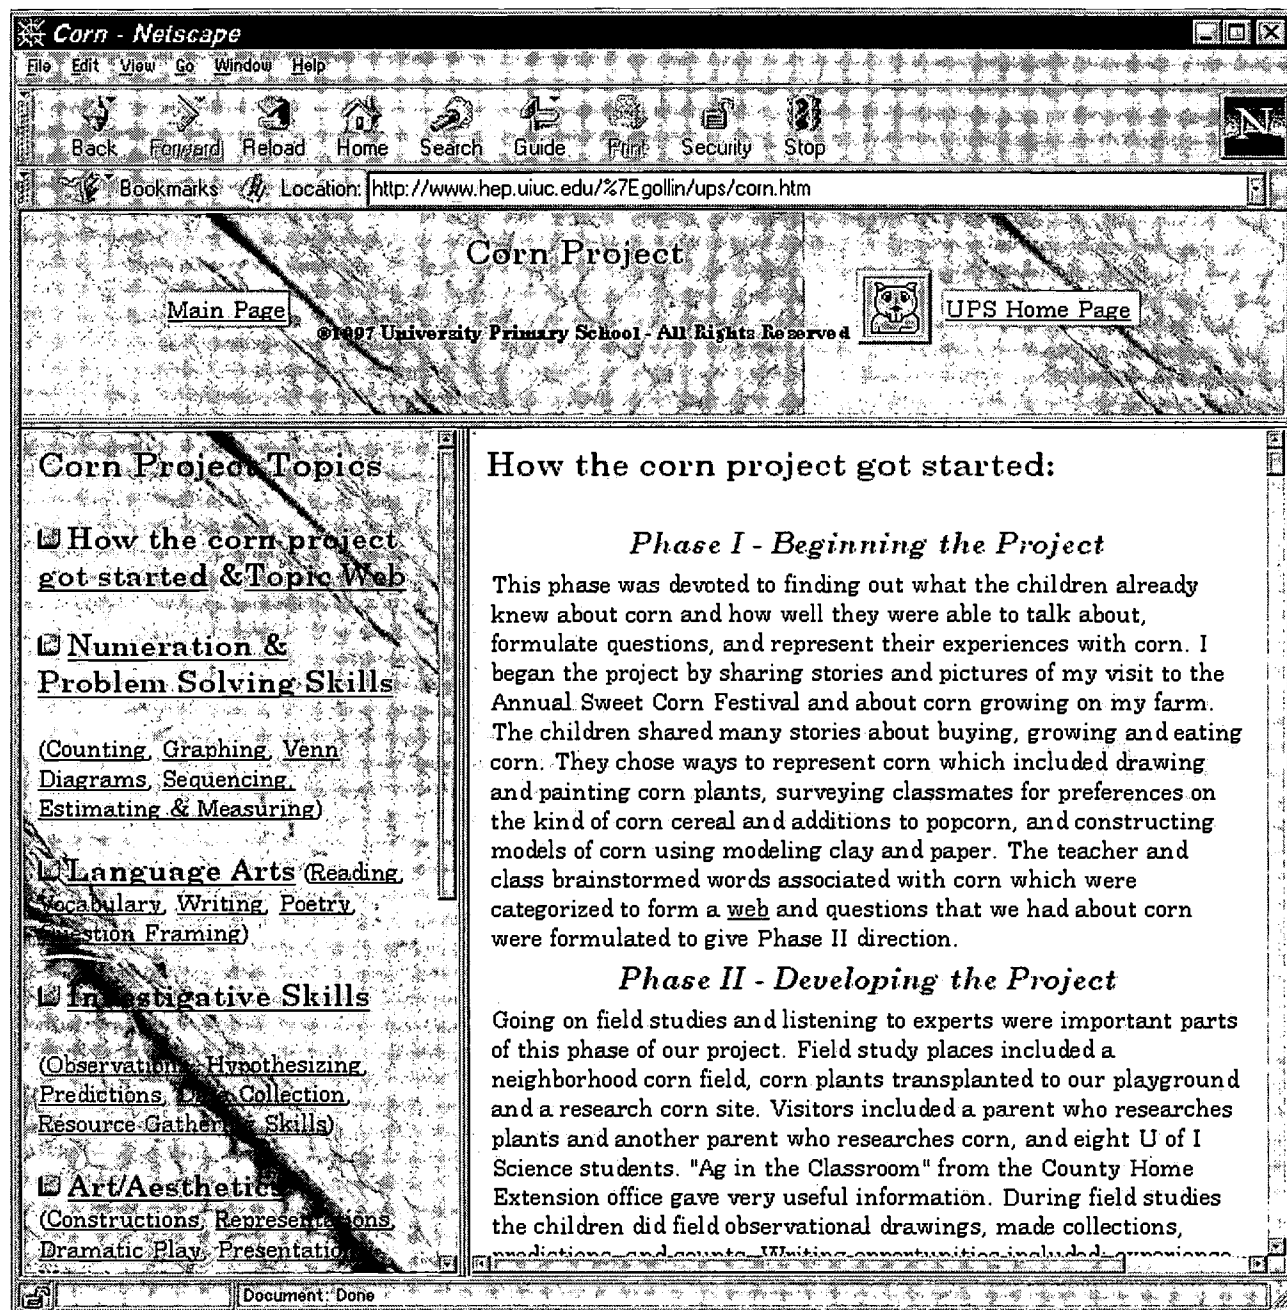 Corn - Netscape
File Edit View Go Window Help
Back Forward Reload Home Search Guide Print Security Stop
N
Bookmarks Location: http://www.hep.uiuc.edu/%7Egollin/ups/corn.htm
Corn Project
Main Page
UPS Home Page
©1997 University Primary School - All Rights Reserved
Corn Project Topics
How the corn project
got started &Topic Web
Numeration &
Problem Solving Skills
(Counting, Graphing, Venn
Diagrams, Sequencing,
Estimating & Measuring)
Language Arts (Reading,
Vocabulary, Writing, Poetry,
Question Framing)
Investigative Skills
(Observations, Hypothesizing,
Predictions, Data Collection,
Resource Gathering Skills)
Art/Aesthetics
(Constructions, Representations,
Dramatic Play, Presentation
How the corn project got started:
Phase I - Beginning the Project
This phase was devoted to finding out what the children already
knew about corn and how well they were able to talk about,
formulate questions, and represent their experiences with corn. I
began the project by sharing stories and pictures of my visit to the
Annual Sweet Corn Festival and about corn growing on my farm.
The children shared many stories about buying, growing and eating
corn. They chose ways to represent corn which included drawing
and painting corn plants, surveying classmates for preferences on
the kind of corn cereal and additions to popcorn, and constructing
models of corn using modeling clay and paper. The teacher and
class brainstormed words associated with corn which were
categorized to form a web and questions that we had about corn
were formulated to give Phase II direction.
Phase II - Developing the Project
Going on field studies and listening to experts were important parts
of this phase of our project. Field study places included a
neighborhood corn field, corn plants transplanted to our playground
and a research corn site. Visitors included a parent who researches
plants and another parent who researches corn, and eight U of I
Science students. "Ag in the Classroom" from the County Home
Extension office gave very useful information. During field studies
the children did field observational drawings, made collections,
predictions, and counts. Writing opportunities included: experience
Document: Done